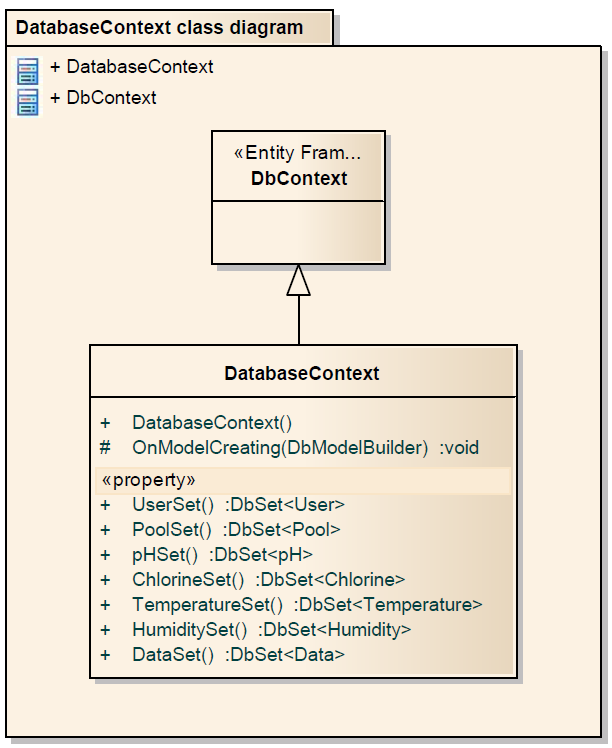 DatabaseContext class diagram
+ DatabaseContext
+ DbContext
«Entity Fram...
DbContext
DatabaseContext
+ DatabaseContext()
# OnModelCreating(DbModelBuilder) :void
«property»
+ UserSet() :DbSet<User>
+ PoolSet() :DbSet<Pool>
+ pHSet() :DbSet<pH>
+ ChlorineSet() :DbSet<Chlorine>
+ TemperatureSet() :DbSet<Temperature>
+ HumiditySet() :DbSet<Humidity>
+ DataSet() :DbSet<Data>